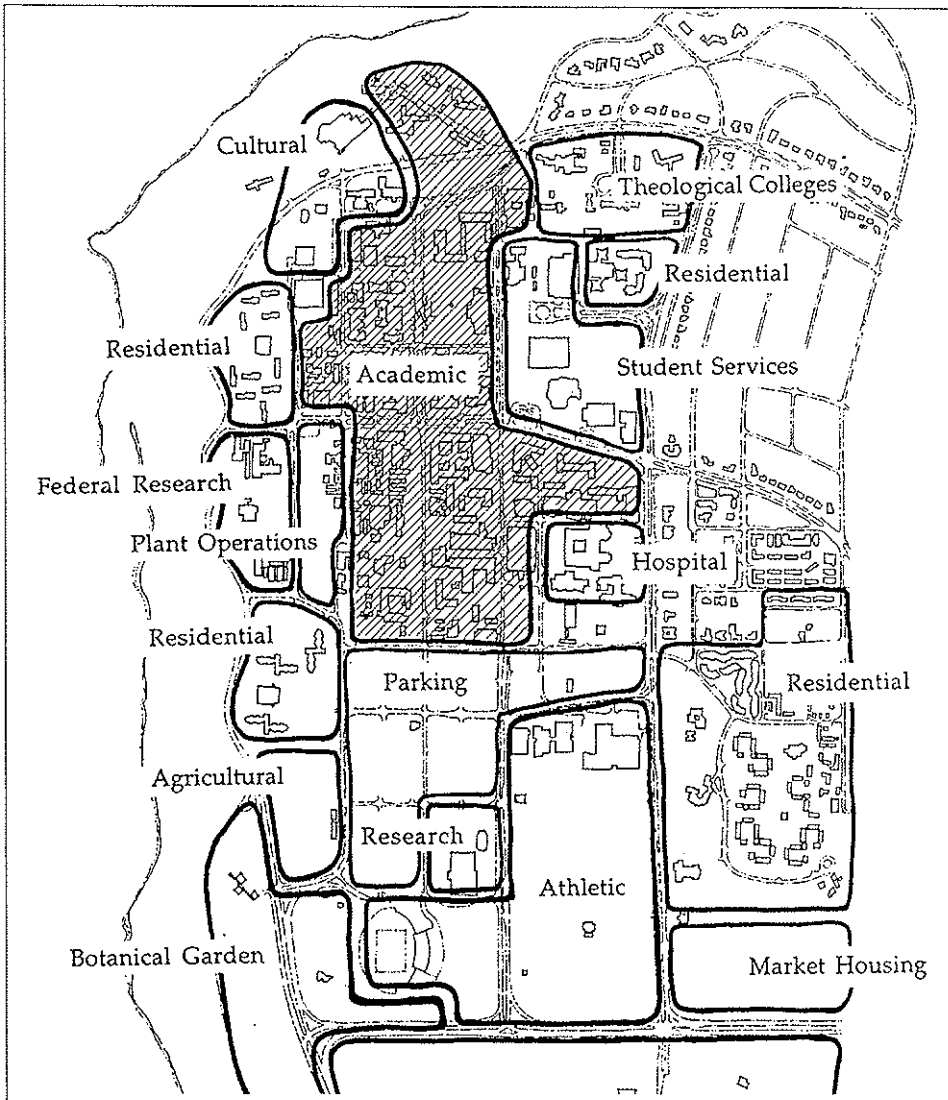 Cultural
Theological Colleges
Residential
Residential
Academic
Student Services
Federal Research
Plant Operations
Hospital
Residential
Parking
Residential
Agricultural
Research
Athletic
Botanical Garden
Market Housing